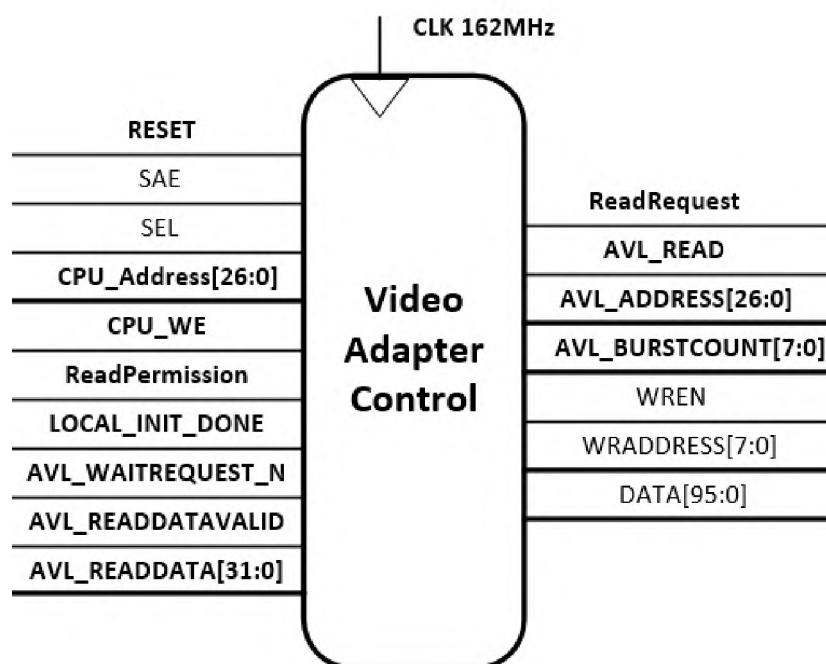 CLK 162MHz
RESET
SAE
SEL
CPU_Address[26:0]
CPU_WE
ReadPermission
LOCAL_INIT_DONE
AVL_WAITREQUEST_N
AVL_READDATAVALID
AVL_READDATA[31:0]
Video
Adapter
Control
ReadRequest
AVL_READ
AVL_ADDRESS[26:0]
AVL_BURSTCOUNT[7:0]
WREN
WRADDRESS[7:0]
DATA[95:0]